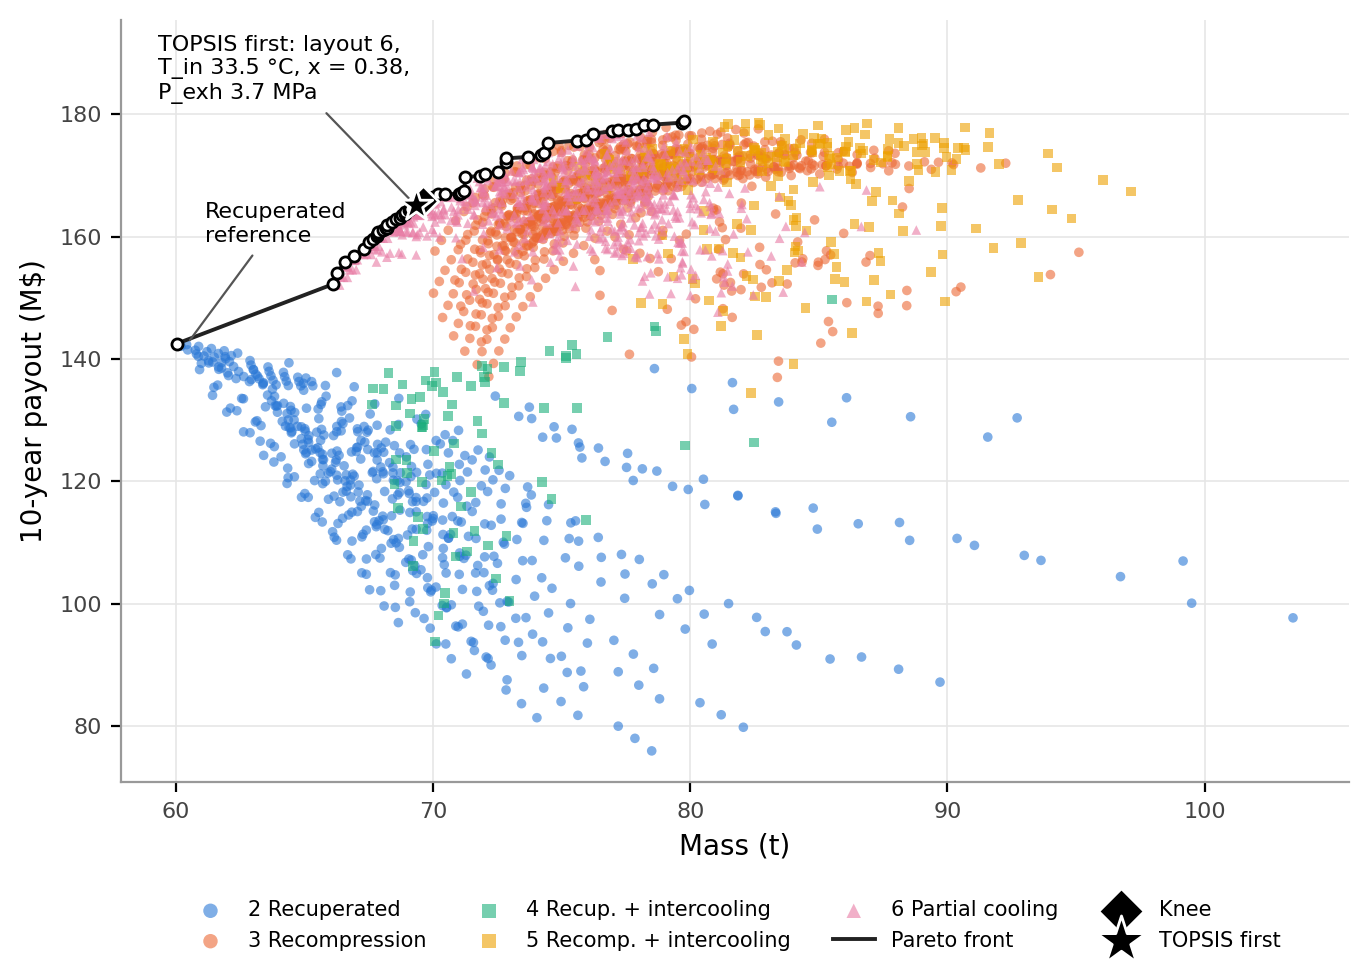 TOPSIS first: layout 6,
T_in 33.5 °C, x = 0.38,
P_exh 3.7 MPa
Recuperated
reference
10-year payout (M$)
180
160
140
120
100
80
60
70
80
90
100
Mass (t)
2 Recuperated
3 Recompression
4 Recup. + intercooling
5 Recomp. + intercooling
6 Partial cooling
Pareto front
Knee
TOPSIS first